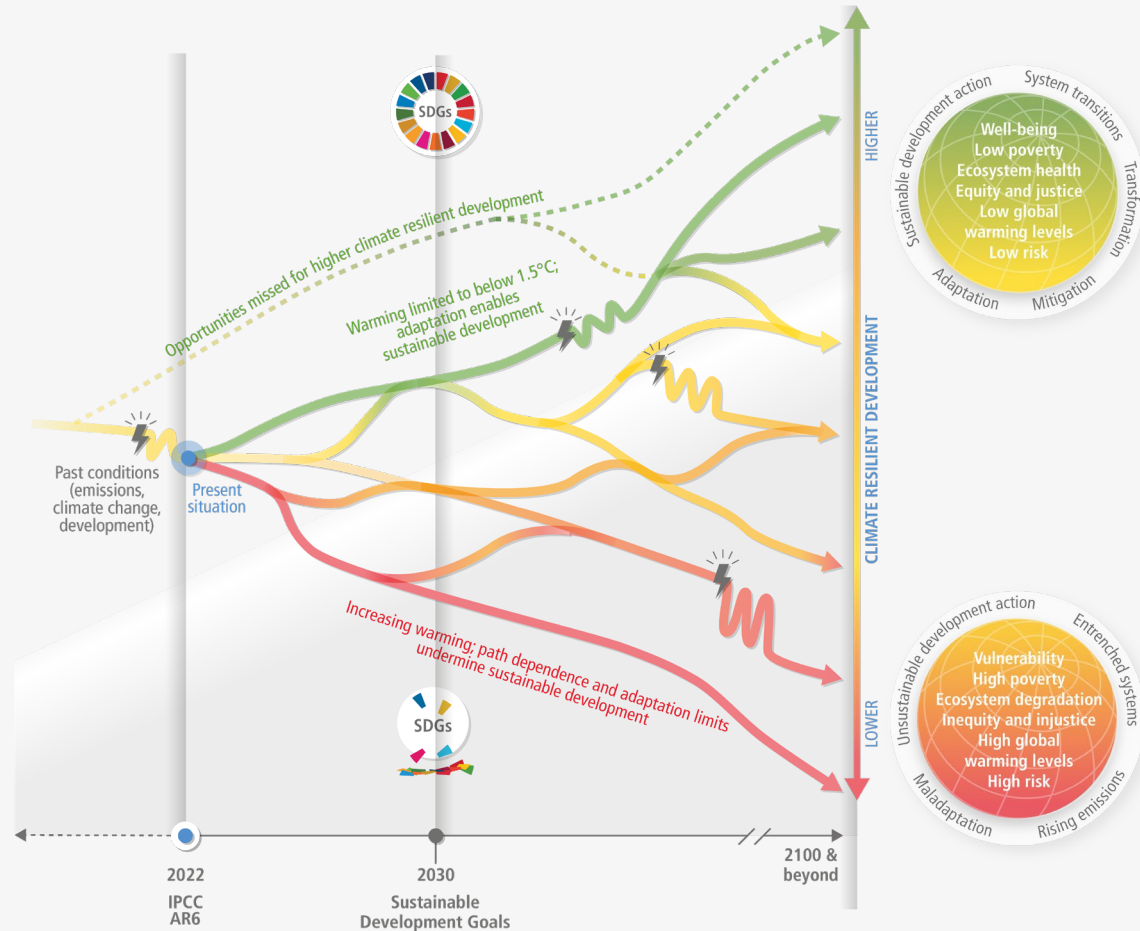 SDGs
Opportunities missed for higher climate resilient development
Warming limited to below 1.5°C;
adaptation enables
sustainable development
Past conditions
(emissions,
climate change,
development)
Present
situation
Increasing warming; path dependence and adaptation limits
undermine sustainable development
SDGs
HIGHER
CLIMATE RESILIENT DEVELOPMENT
LOWER
Sustainable development action
System transitions
Transformation
Mitigation
Adaptation
Well-being
Low poverty
Ecosystem health
Equity and justice
Low global
warming levels
Low risk
Unsustainable development action
Entrenched systems
Rising emissions
Maladaptation
Vulnerability
High poverty
Ecosystem degradation
Inequity and injustice
High global
warming levels
High risk
2022
IPCC
AR6
2030
Sustainable
Development Goals
2100 &
beyond